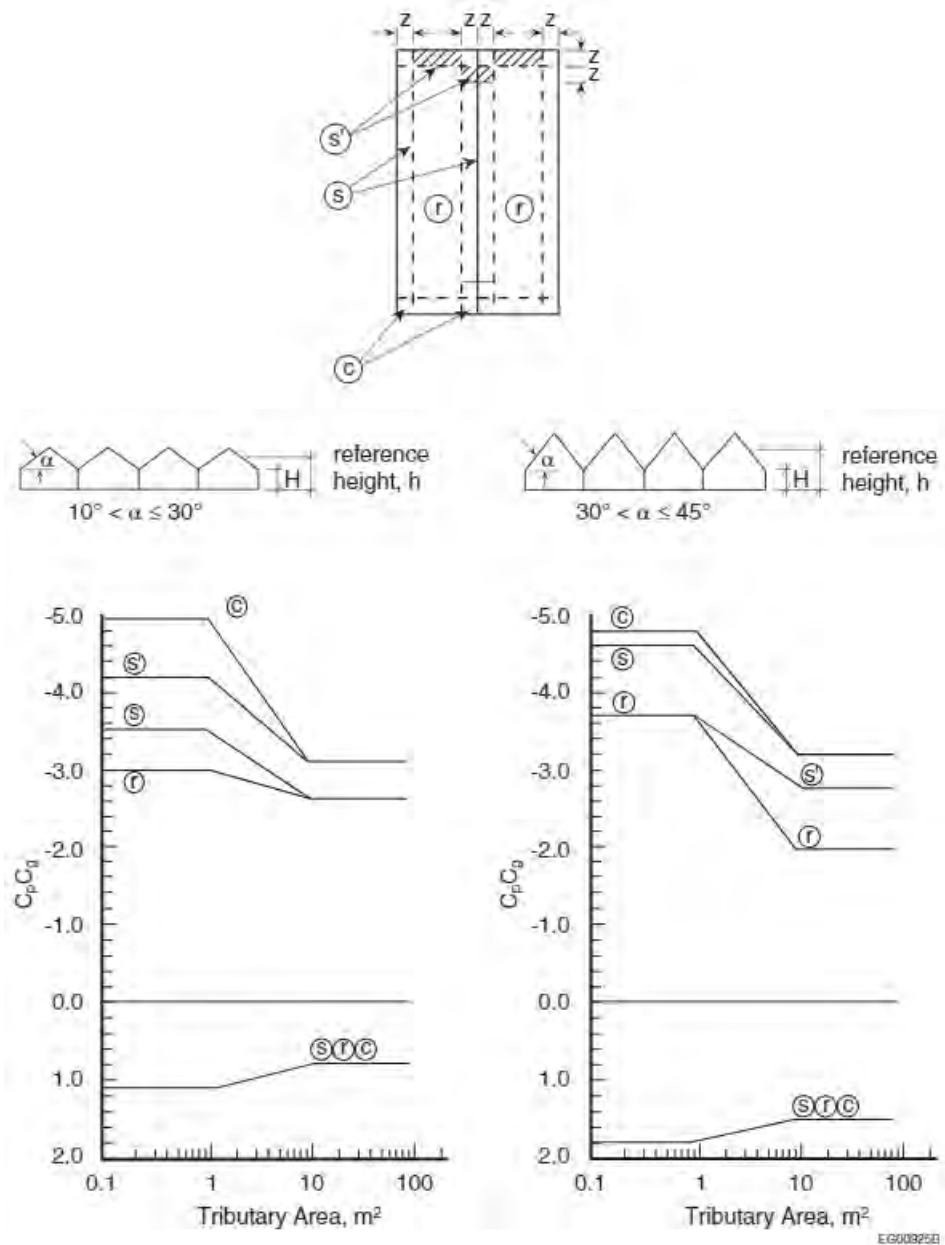 z z z z
z
z
s'
s
r r
c
α
H
reference
height, h
10° < α ≤ 30°
α
H
reference
height, h
30° < α ≤ 45°
CpCg
-5.0
-4.0
-3.0
-2.0
-1.0
0.0
1.0
2.0
c
s'
s
r
s r c
0.1 1 10 100
Tributary Area, m²
CpCg
-5.0
-4.0
-3.0
-2.0
-1.0
0.0
1.0
2.0
c
s
r
s'
r
s r c
0.1 1 10 100
Tributary Area, m²
EG00925B